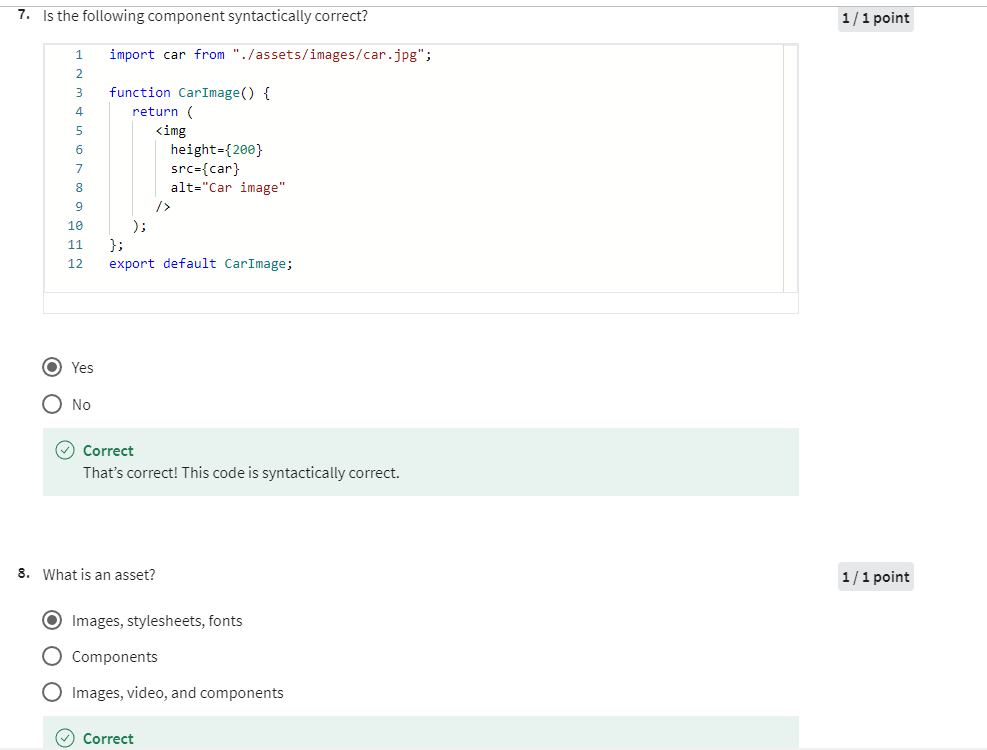 7. Is the following component syntactically correct?
1 / 1 point
1 import car from "./assets/images/car.jpg";
2
3 function CarImage() {
4 return (
5 <img
6 height={200}
7 src={car}
8 alt="Car image"
9 />
10 );
11 };
12 export default CarImage;
Yes
No
Correct
That's correct! This code is syntactically correct.
8. What is an asset?
1 / 1 point
Images, stylesheets, fonts
Components
Images, video, and components
Correct